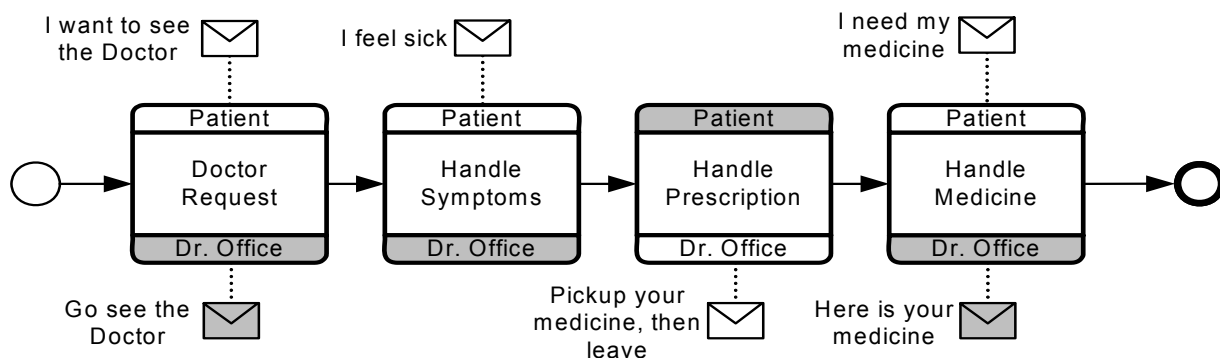 I want to see
the Doctor
I feel sick
I need my
medicine
Patient
Doctor
Request
Dr. Office
Patient
Handle
Symptoms
Dr. Office
Patient
Handle
Prescription
Dr. Office
Patient
Handle
Medicine
Dr. Office
Go see the
Doctor
Pickup your
medicine, then
leave
Here is your
medicine